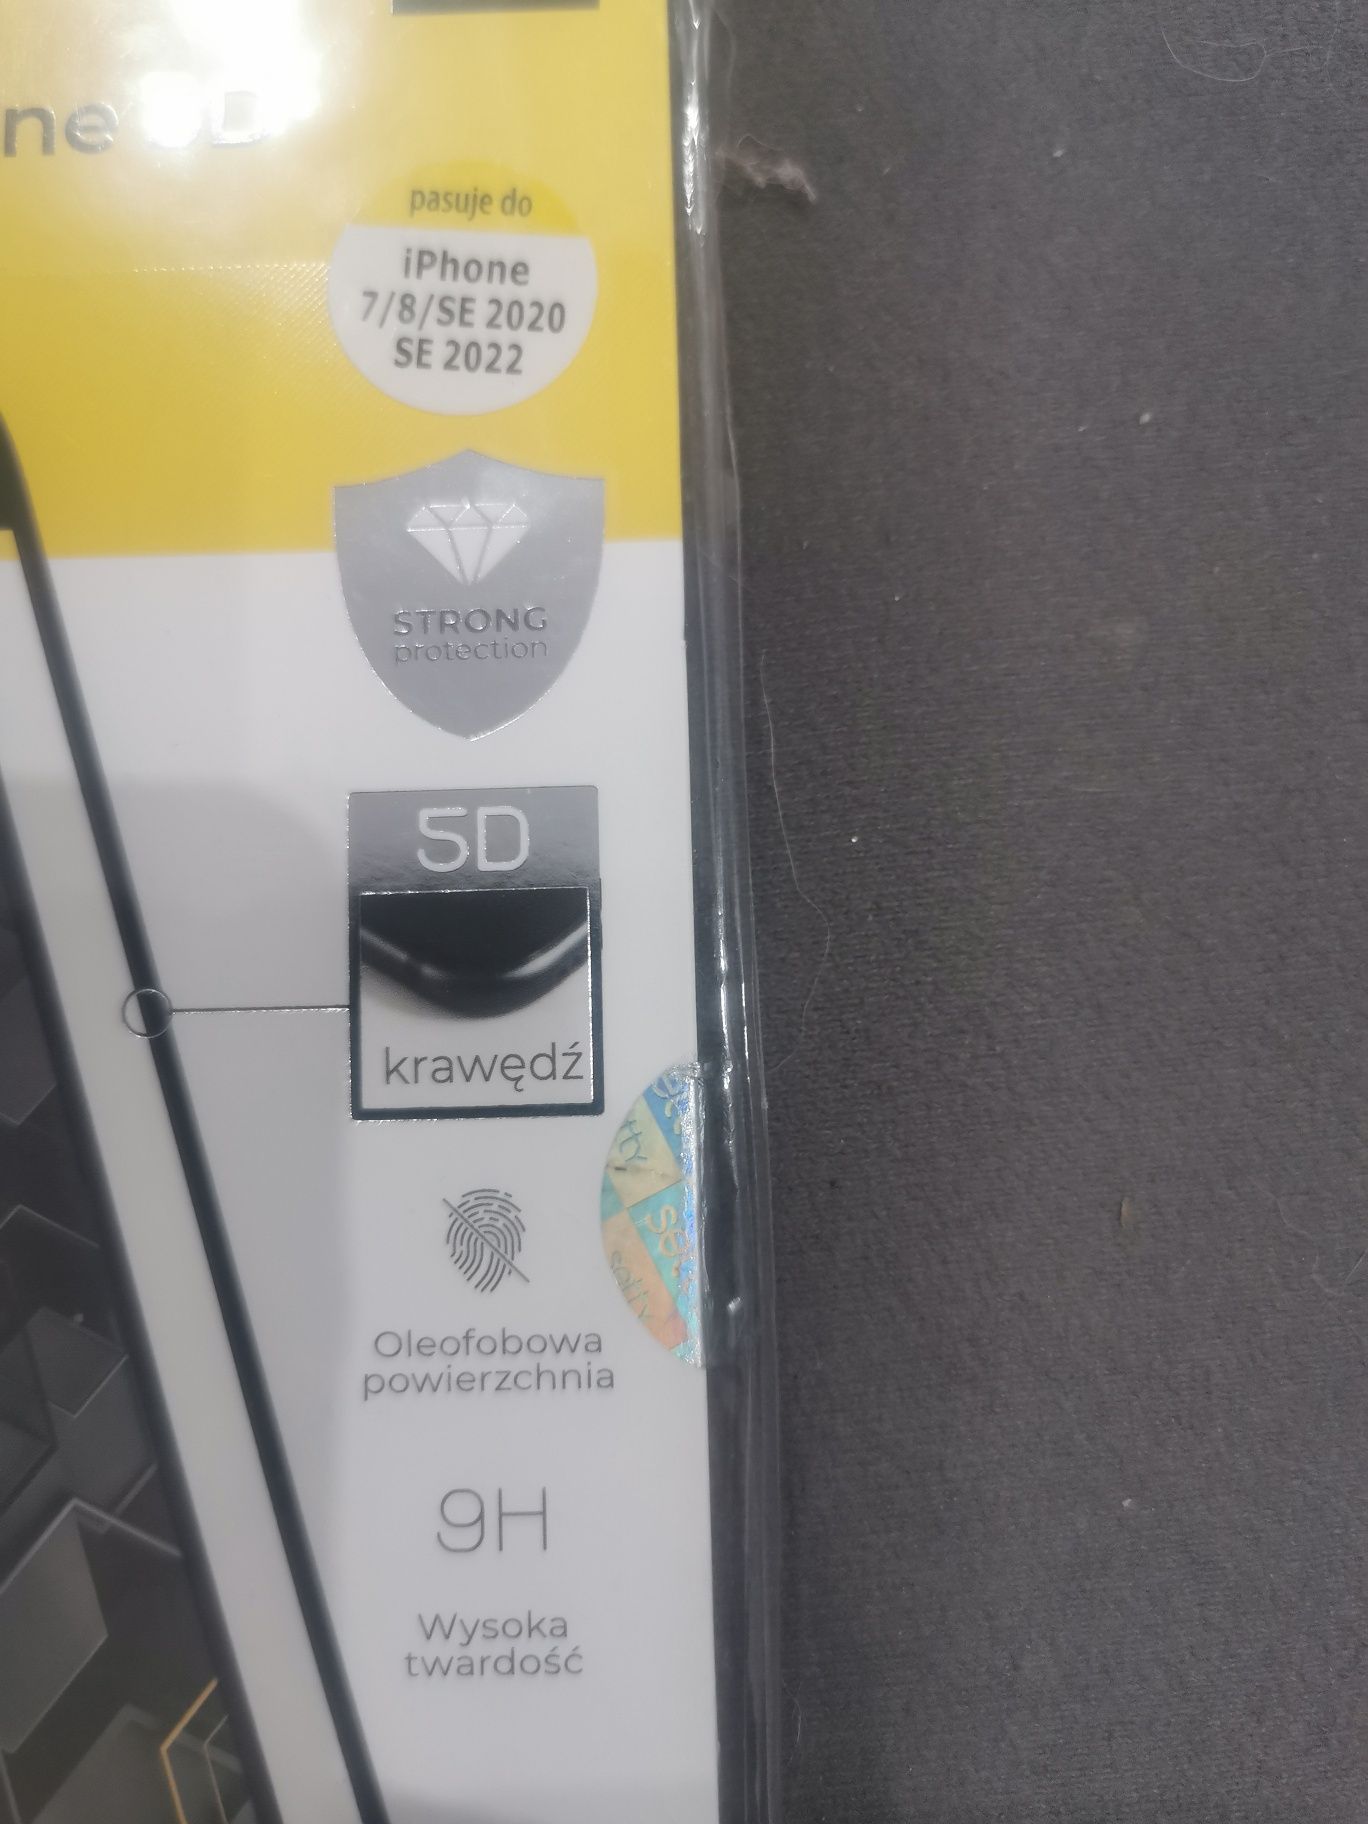 ne 5D
pasuje do
iPhone
7/8/SE 2020
SE 2022
STRONG
protection
5D
krawędź
Oleofobowa
powierzchnia
9H
Wysoka
twardość